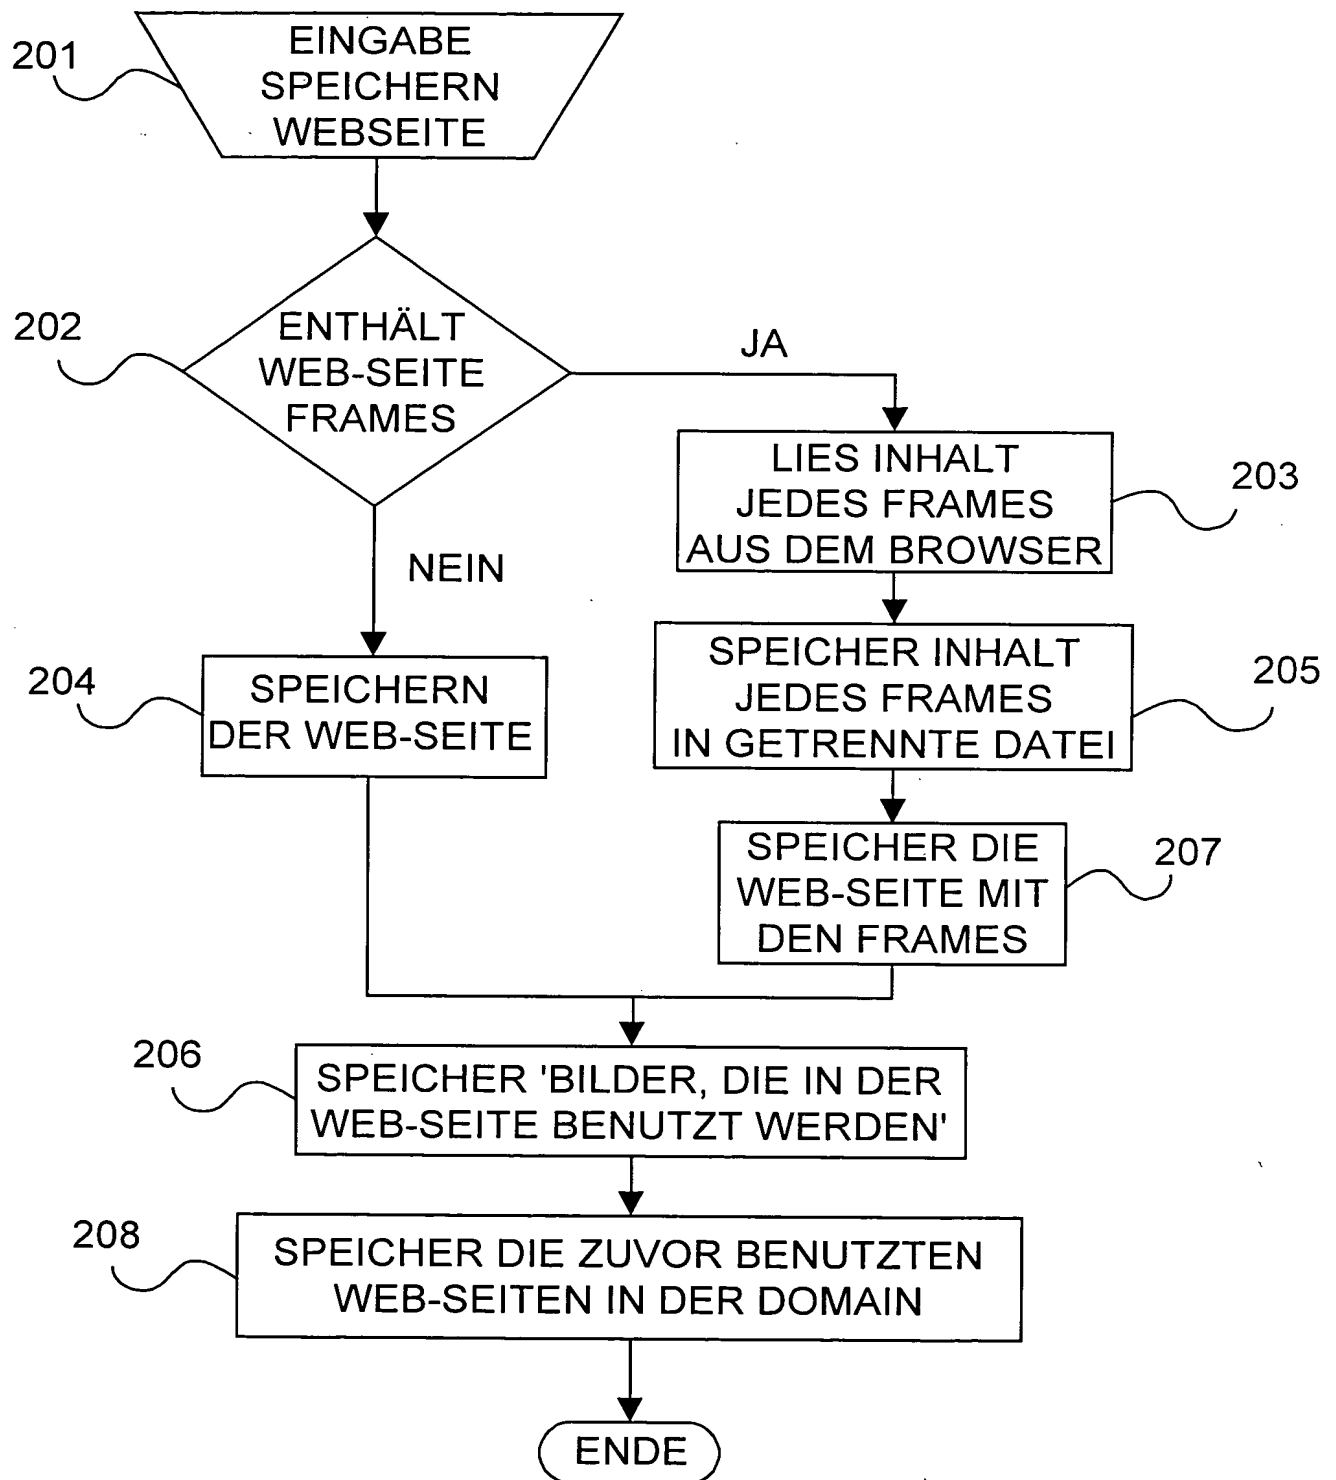 201
EINGABE
SPEICHERN
WEBSEITE
202
ENTHÄLT
WEB-SEITE
FRAMES
JA
NEIN
LIES INHALT
JEDES FRAMES
AUS DEM BROWSER
203
204
SPEICHERN
DER WEB-SEITE
SPEICHER INHALT
JEDES FRAMES
IN GETRENNTE DATEI
205
SPEICHER DIE
WEB-SEITE MIT
DEN FRAMES
207
206
SPEICHER 'BILDER, DIE IN DER
WEB-SEITE BENUTZT WERDEN'
208
SPEICHER DIE ZUVOR BENUTZTEN
WEB-SEITEN IN DER DOMAIN
ENDE